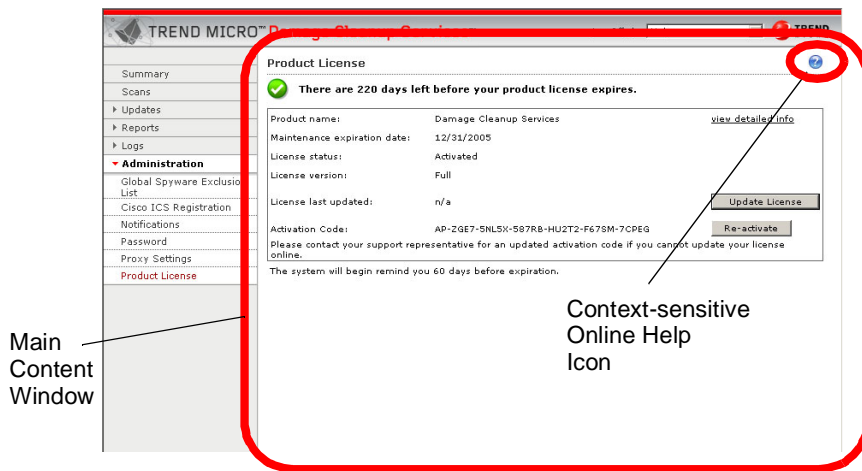 TREND MICRO™ Damage Cleanup Services
TREND
Product License
Summary
Scans
Updates
Reports
Logs
Administration
Global Spyware Exclusio
List
Cisco ICS Registration
Notifications
Password
Proxy Settings
Product License
There are 220 days left before your product license expires.
Product name: Damage Cleanup Services view detailed info
Maintenance expiration date: 12/31/2005
License status: Activated
License version: Full
License last updated: n/a Update License
Activation Code: AP-ZGE7-5NL5X-587RB-HU2T2-F67SM-7CPEG Re-activate
Please contact your support representative for an updated activation code if you cannot update your license
online.
The system will begin remind you 60 days before expiration.
Context-sensitive
Online Help
Icon
Main
Content
Window